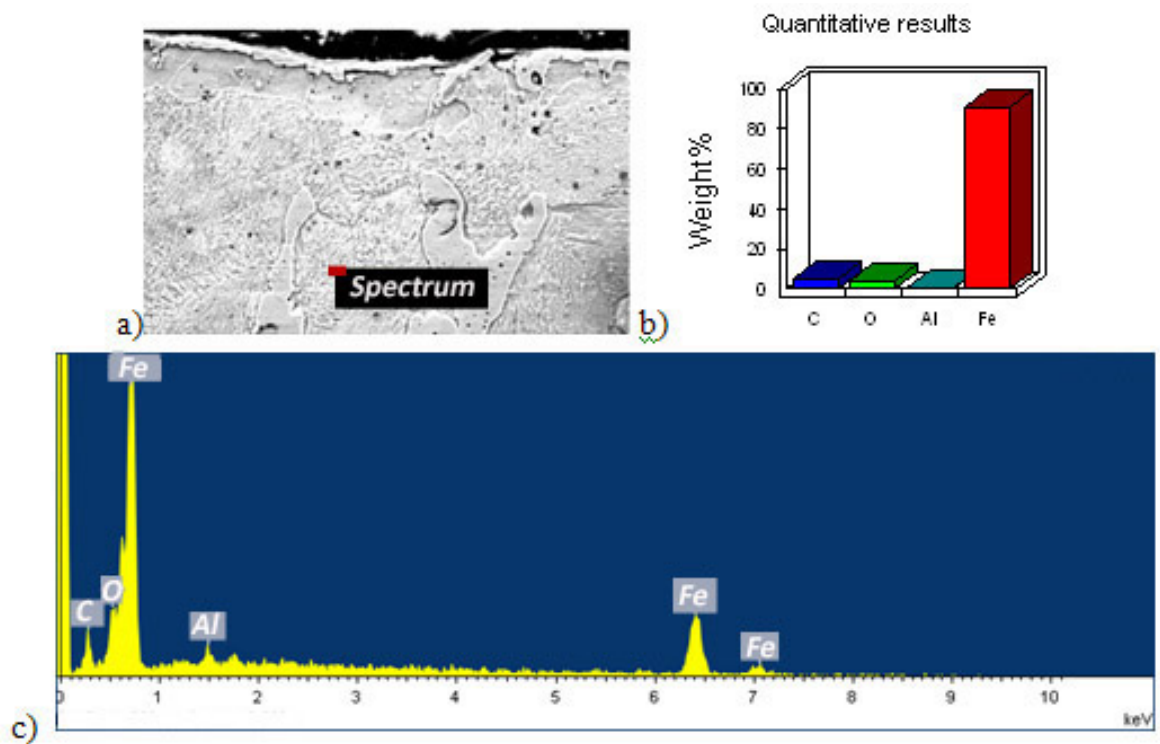 Quantitative results
Weight%
100
80
60
40
20
0
C O Al Fe
Spectrum
a)
b)
Fe
O
C
Al
Fe
Fe
0 1 2 3 4 5 6 7 8 9 10
keV
c)